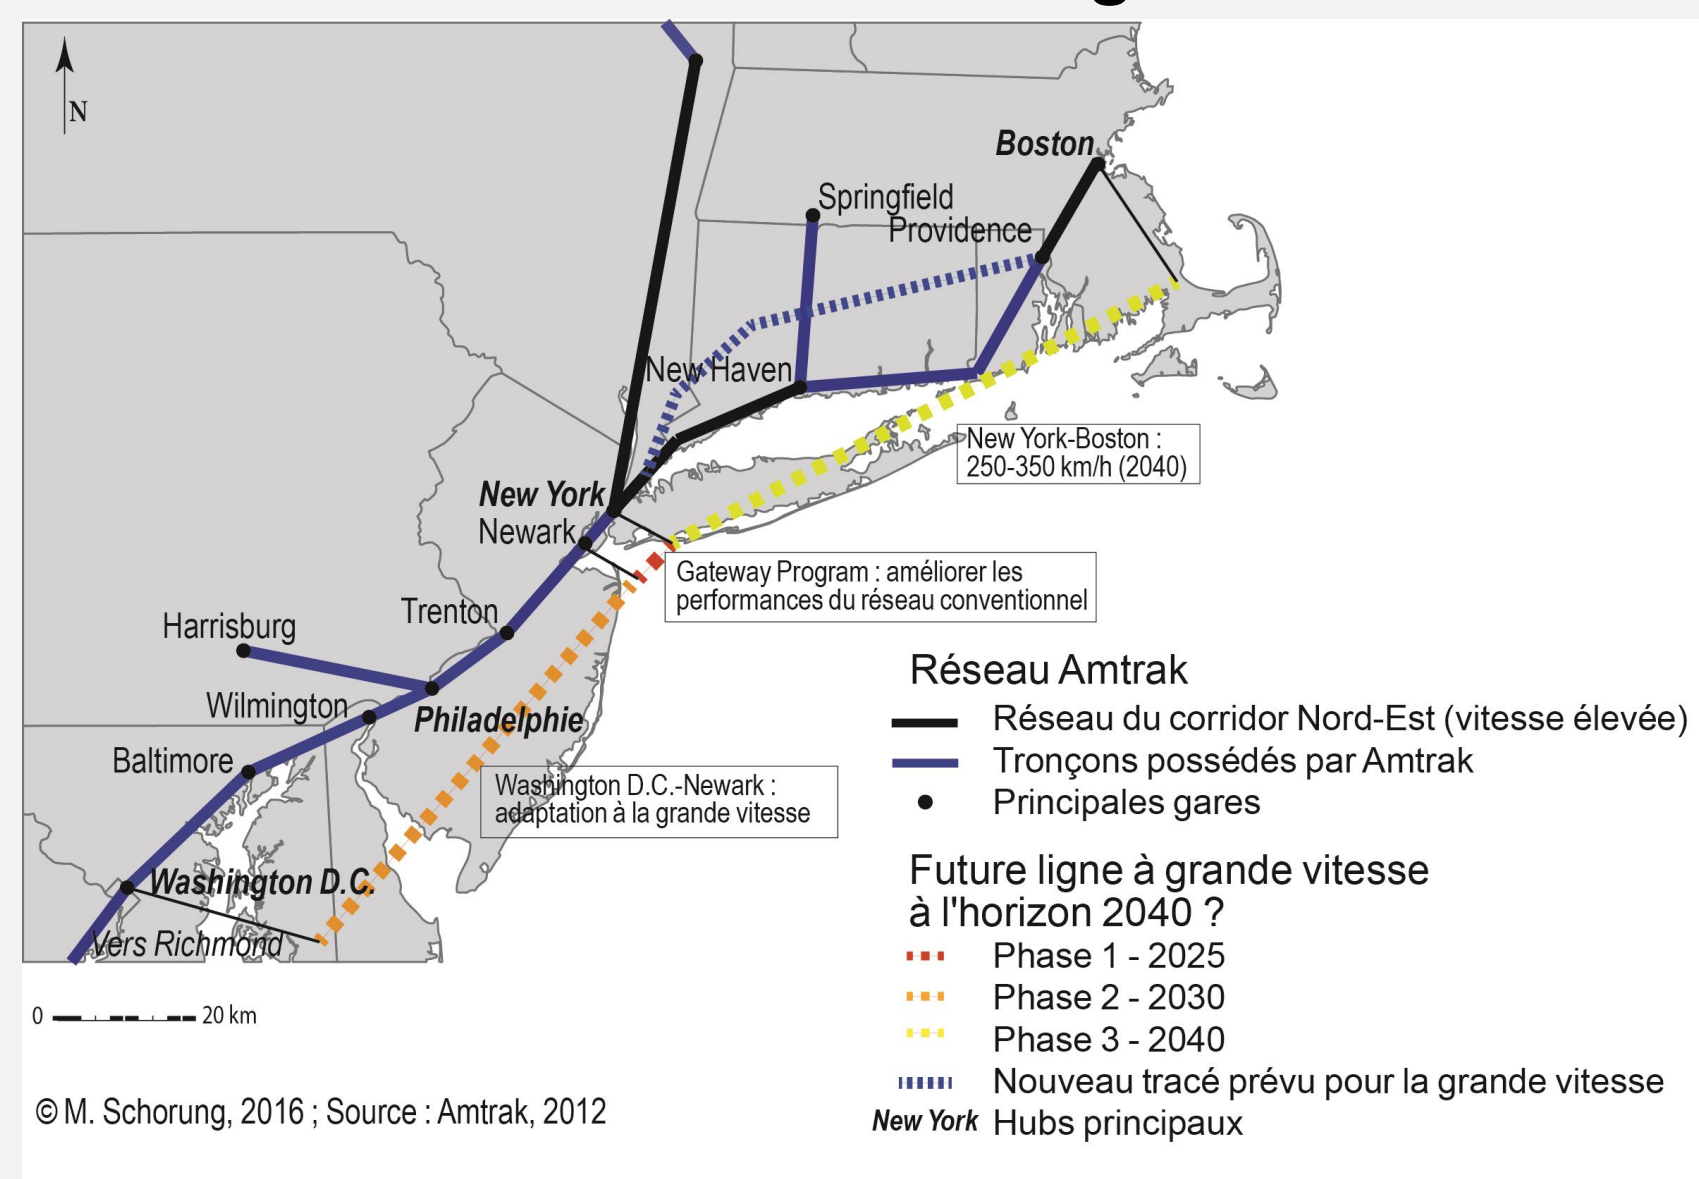 N
Boston
Springfield
Providence
New Haven
New York-Boston :
250-350 km/h (2040)
New York
Newark
Gateway Program : améliorer les
performances du réseau conventionnel
Trenton
Harrisburg
Wilmington
Philadelphie
Baltimore
Washington D.C.-Newark :
adaptation à la grande vitesse
Washington D.C.
Vers Richmond
0 20 km
© M. Schorung, 2016 ; Source : Amtrak, 2012
Réseau Amtrak
Réseau du corridor Nord-Est (vitesse élevée)
Tronçons possédés par Amtrak
Principales gares
Future ligne à grande vitesse
à l'horizon 2040 ?
Phase 1 - 2025
Phase 2 - 2030
Phase 3 - 2040
Nouveau tracé prévu pour la grande vitesse
New York Hubs principaux